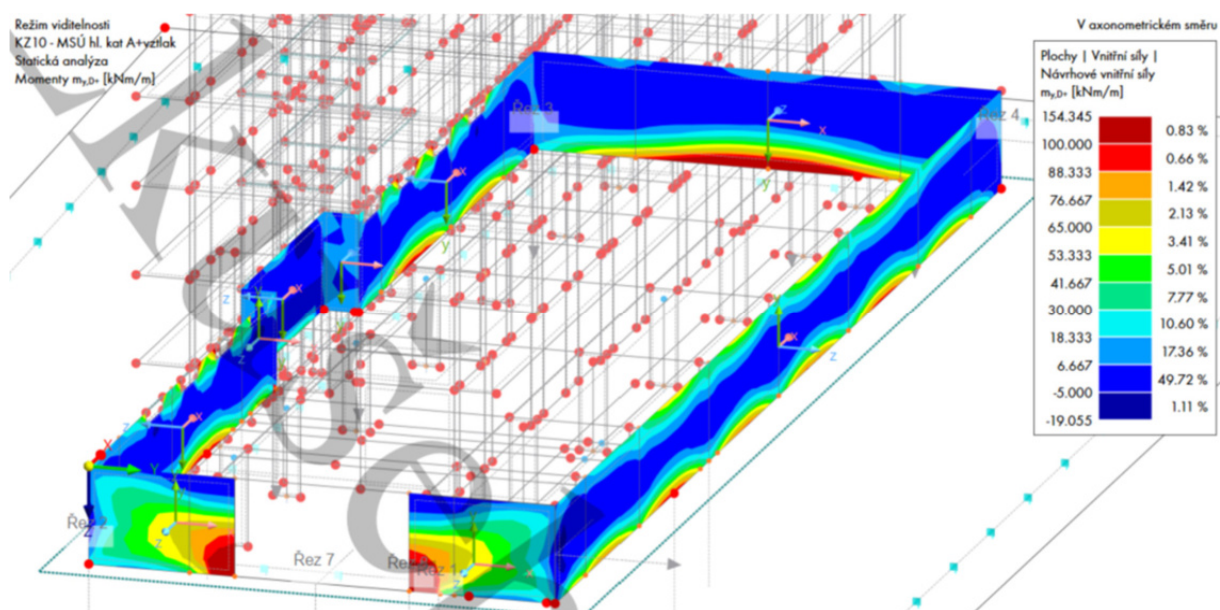 Režim viditelnosti
KZ10 - MSÚ hl. kat A+vztlak
Statická analýza
Momenty my,D+ [kNm/m]
V axonometrickém směru
Plochy | Vnitřní síly |
Návrhové vnitřní síly
my,D+ [kNm/m]
154.345
0.83 %
100.000
0.66 %
88.333
1.42 %
76.667
2.13 %
65.000
3.41 %
53.333
5.01 %
41.667
7.77 %
30.000
10.60 %
18.333
17.36 %
6.667
49.72 %
-5.000
1.11 %
-19.055
Řez 3
Řez 4
x
z
y
x
y
x
z
z
x
y
z
x
X
Y
Z
Řez 2
z
Řez 7
Řez 1
z